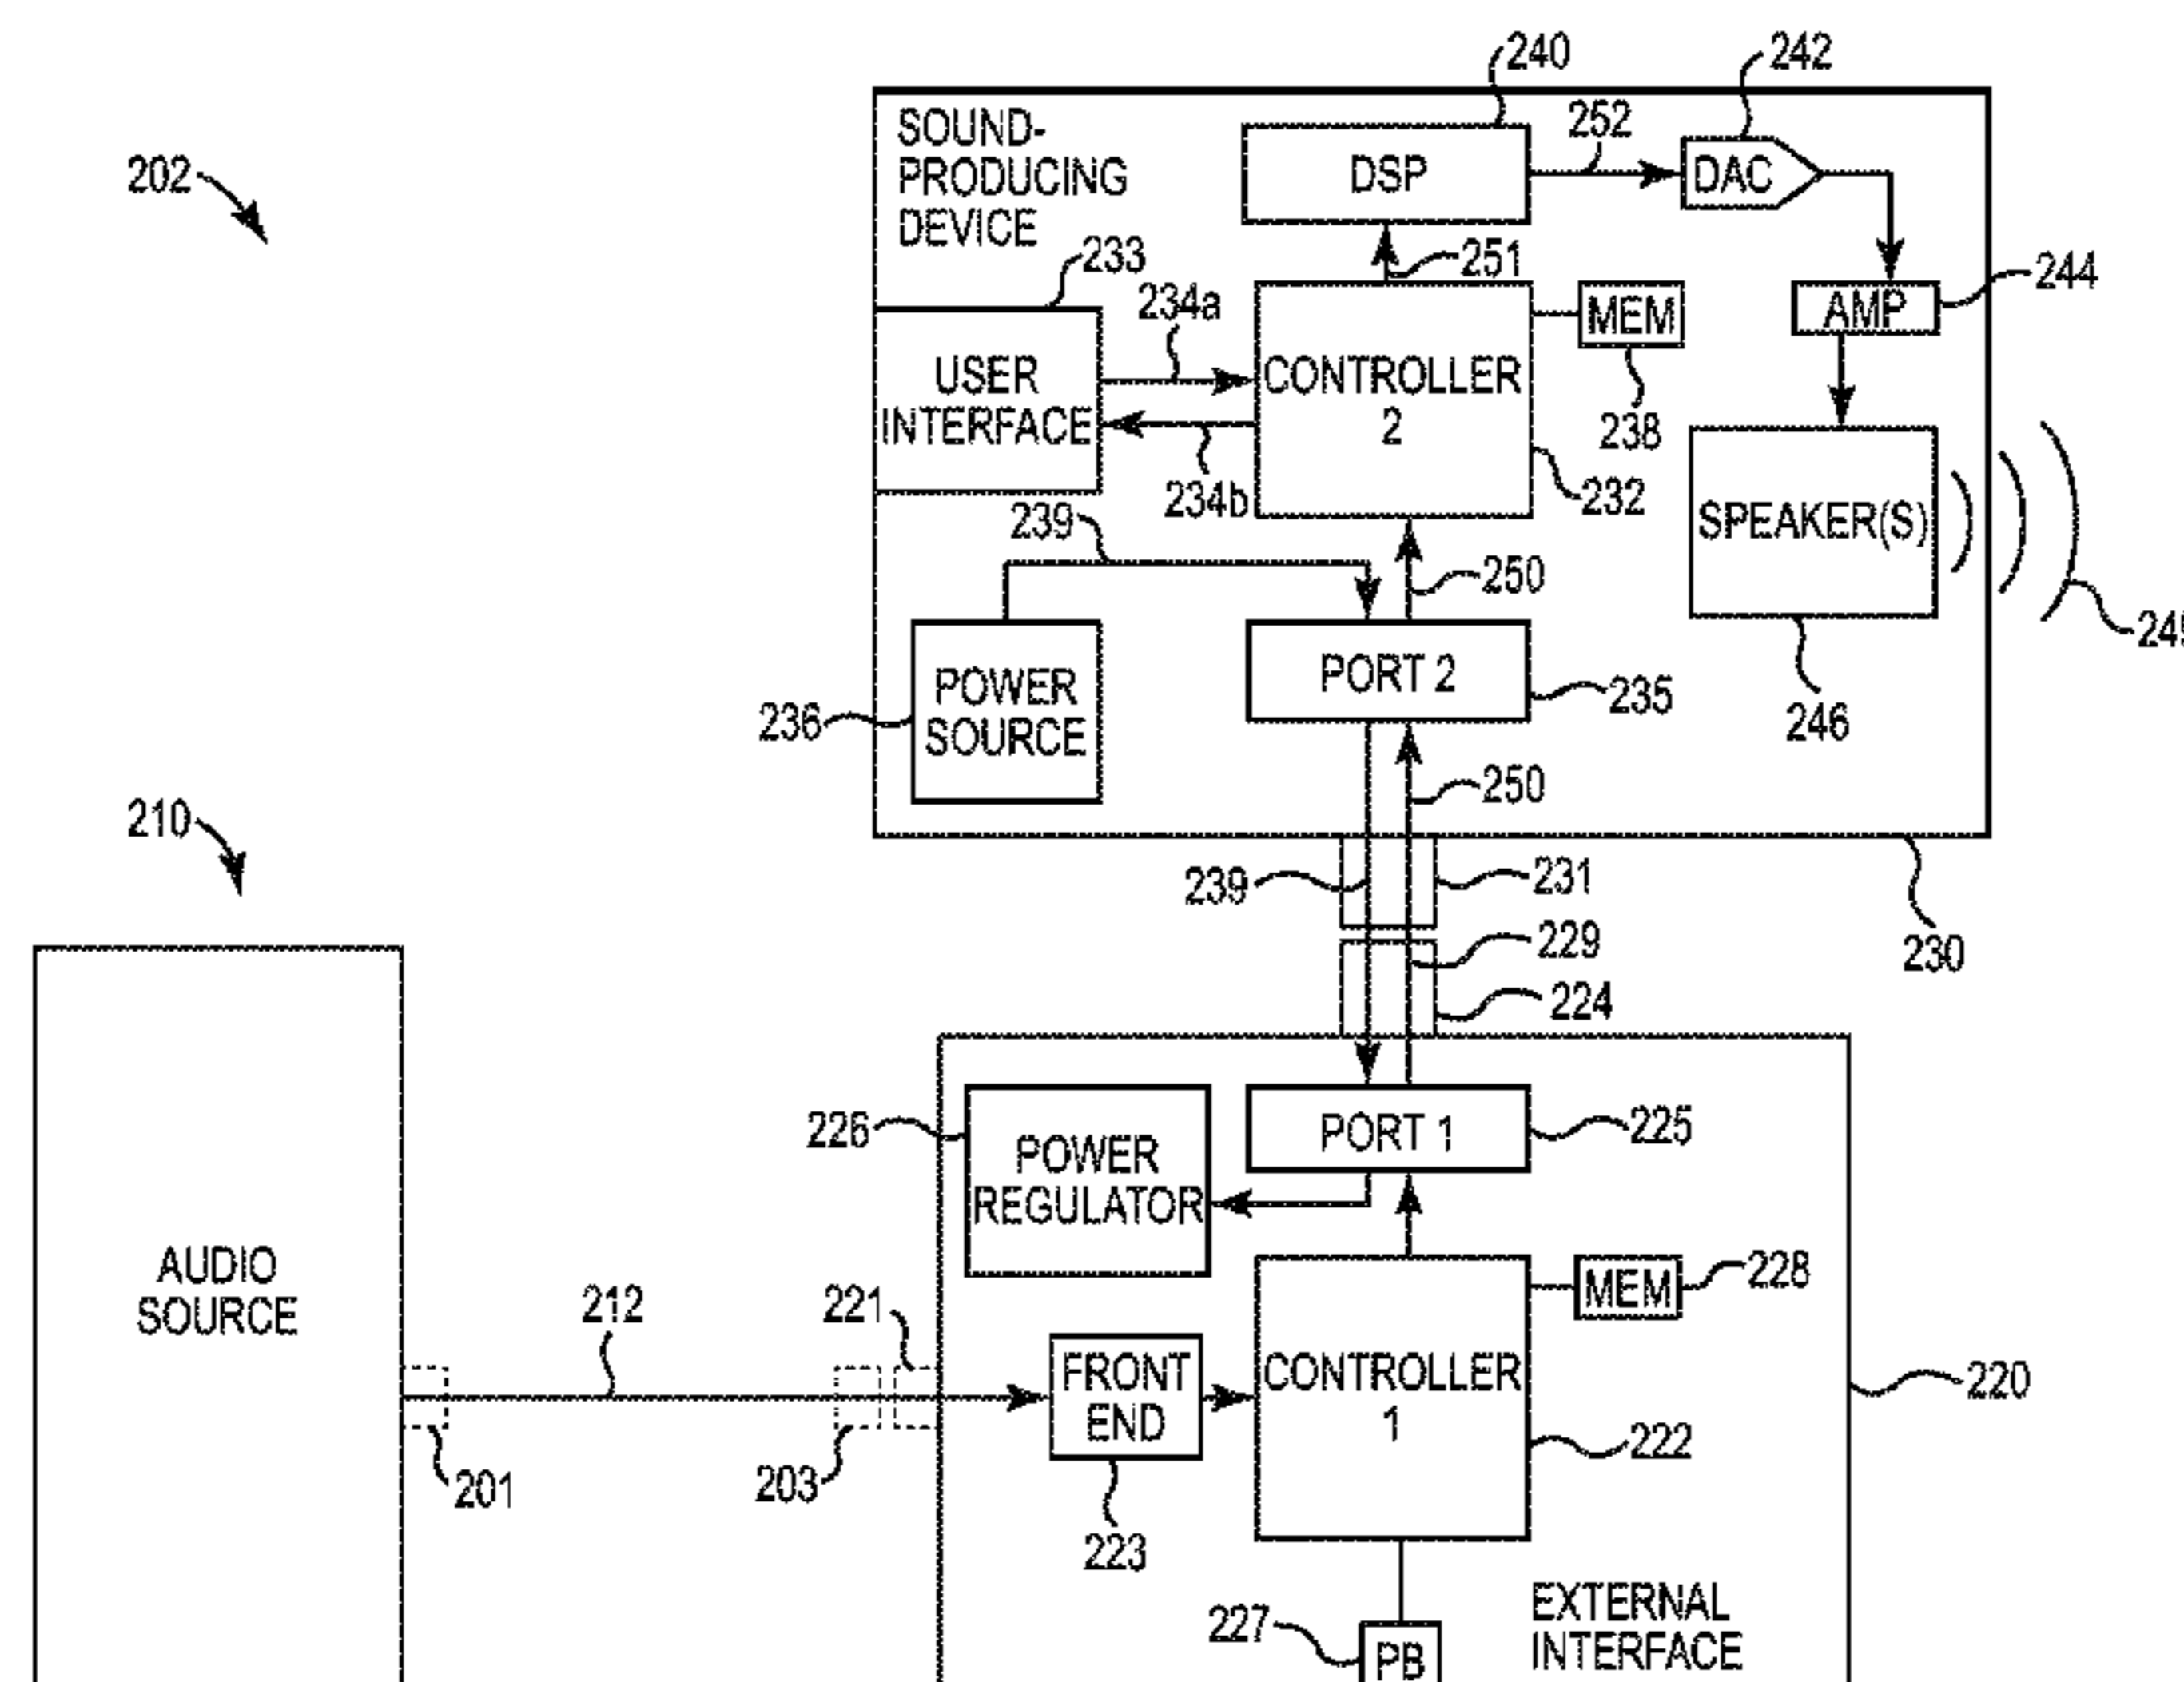 240
242
202
SOUND-
PRODUCING
DEVICE
DSP
252
DAC
233
251
244
234a
MEM
AMP
USER
INTERFACE
CONTROLLER
2
238
234b
232
SPEAKER(S)
239
250
236
POWER
SOURCE
PORT 2
235
246
250
210
239
231
230
229
224
226
POWER
REGULATOR
PORT 1
225
AUDIO
SOURCE
212
221
MEM
228
FRONT
END
CONTROLLER
1
220
201
203
222
223
227
PB
EXTERNAL
INTERFACE